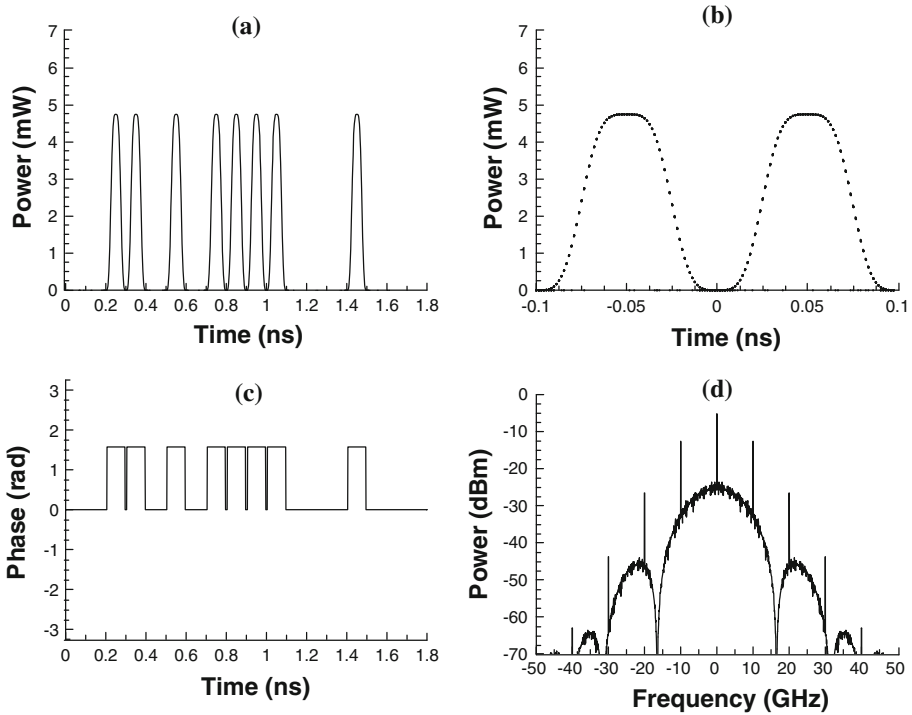 (a)
Power (mW)
7
6
5
4
3
2
1
0
0 0.2 0.4 0.6 0.8 1 1.2 1.4 1.6 1.8
Time (ns)
(b)
Power (mW)
7
6
5
4
3
2
1
0
-0.1 -0.05 0 0.05 0.1
Time (ns)
(c)
Phase (rad)
3
2
1
0
-1
-2
-3
0 0.2 0.4 0.6 0.8 1 1.2 1.4 1.6 1.8
Time (ns)
(d)
Power (dBm)
0
-10
-20
-30
-40
-50
-60
-70
-50 -40 -30 -20 -10 0 10 20 30 40 50
Frequency (GHz)